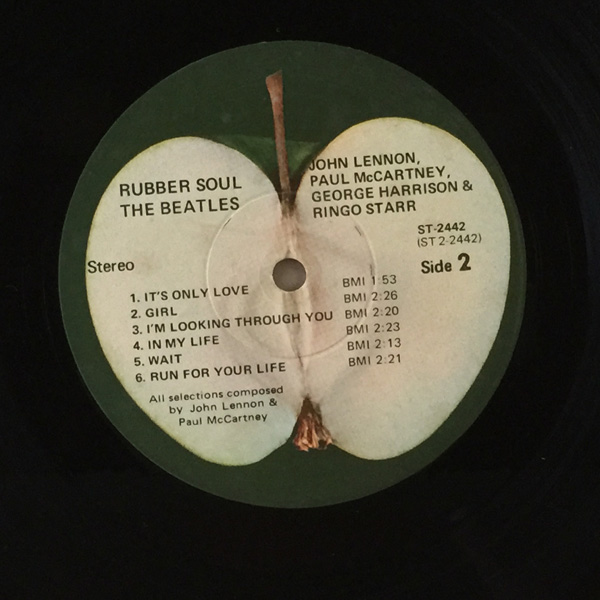 RUBBER SOUL
THE BEATLES
JOHN LENNON,
PAUL McCARTNEY,
GEORGE HARRISON &
RINGO STARR
ST-2442
(ST 2-2442)
Stereo
Side 2
1. IT'S ONLY LOVE BMI 1:53
2. GIRL BMI 2:26
3. I'M LOOKING THROUGH YOU BMI 2:20
4. IN MY LIFE BMI 2:23
5. WAIT BMI 2:13
6. RUN FOR YOUR LIFE BMI 2:21
All selections composed
by John Lennon &
Paul McCartney